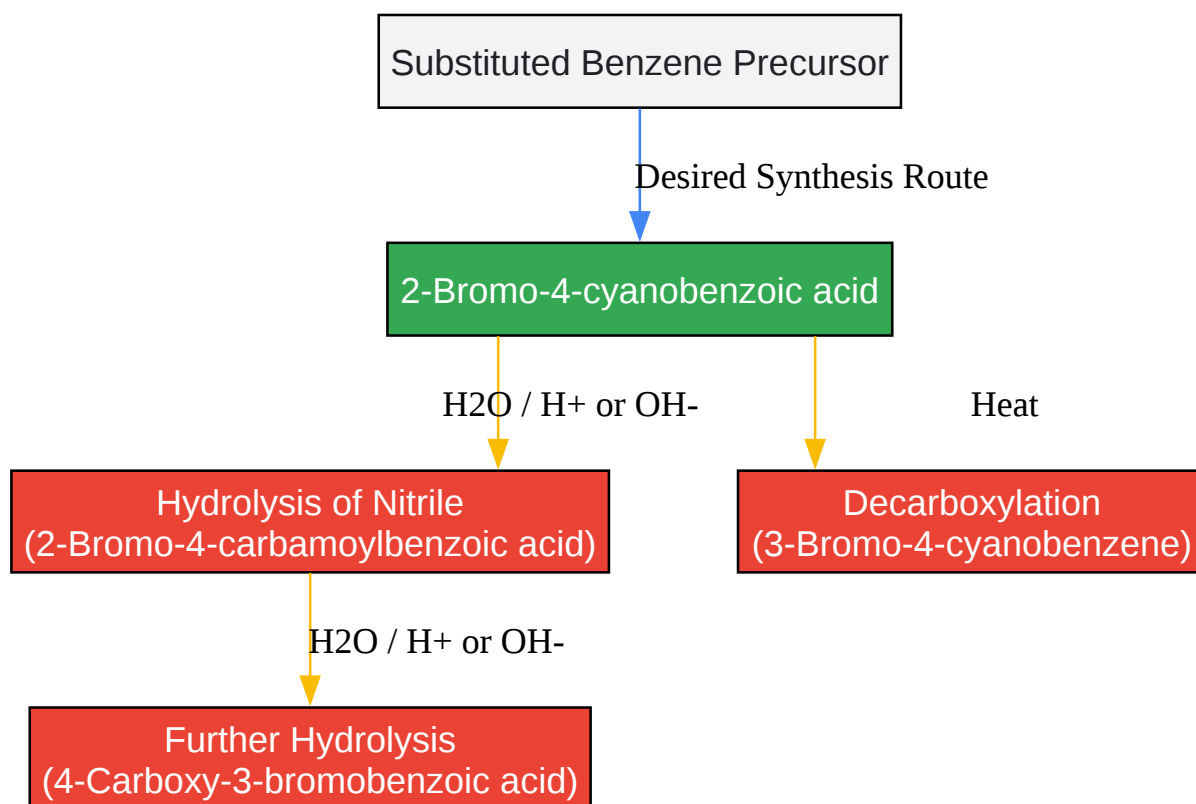 Substituted Benzene Precursor
Desired Synthesis Route
2-Bromo-4-cyanobenzoic acid
H2O / H+ or OH-
Heat
Hydrolysis of Nitrile
(2-Bromo-4-carbamoylbenzoic acid)
Decarboxylation
(3-Bromo-4-cyanobenzene)
H2O / H+ or OH-
Further Hydrolysis
(4-Carboxy-3-bromobenzoic acid)